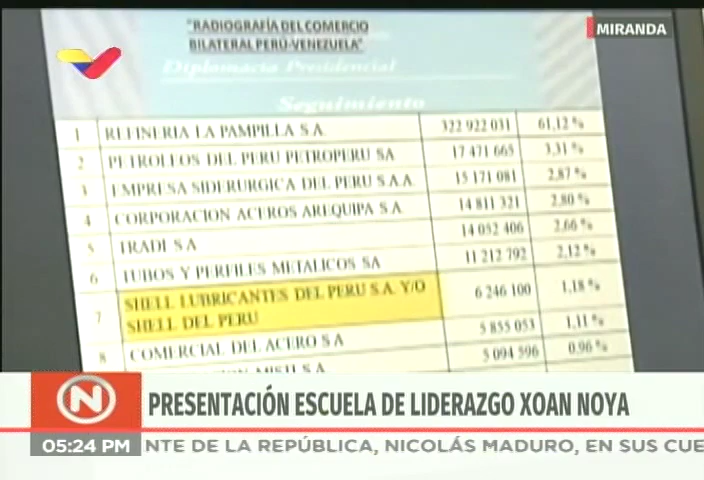 "RADIOGRAFÍA DEL COMERCIO
BILATERAL PERÚ-VENEZUELA"
MIRANDA
Diplomacia Presidencial
Seguimiento
1 REFINERIA LA PAMPILLA S A. 322 922 031 61,12 %
2 PETROLEOS DEL PERU PETROPERU SA 17 471 665 3,31 %
3 EMPRESA SIDERURGICA DEL PERU S.A.A. 15 171 081 2,87 %
4 CORPORACION ACEROS AREQUIPA S.A. 14 811 321 2,80 %
5 TRADI S A 14 052 406 2,66 %
6 TUBOS Y PERFILES METALICOS SA 11 212 792 2,12 %
7 SHELL LUBRICANTES DEL PERU S.A. Y/O
SHELL DEL PERU 6 246 100 1,18 %
8 COMERCIAL DEL ACERO S A 5 855 053 1,11 %
5 094 596 0,96 %
N PRESENTACIÓN ESCUELA DE LIDERAZGO XOAN NOYA
05:24 PM NTE DE LA REPÚBLICA, NICOLÁS MADURO, EN SUS CUE